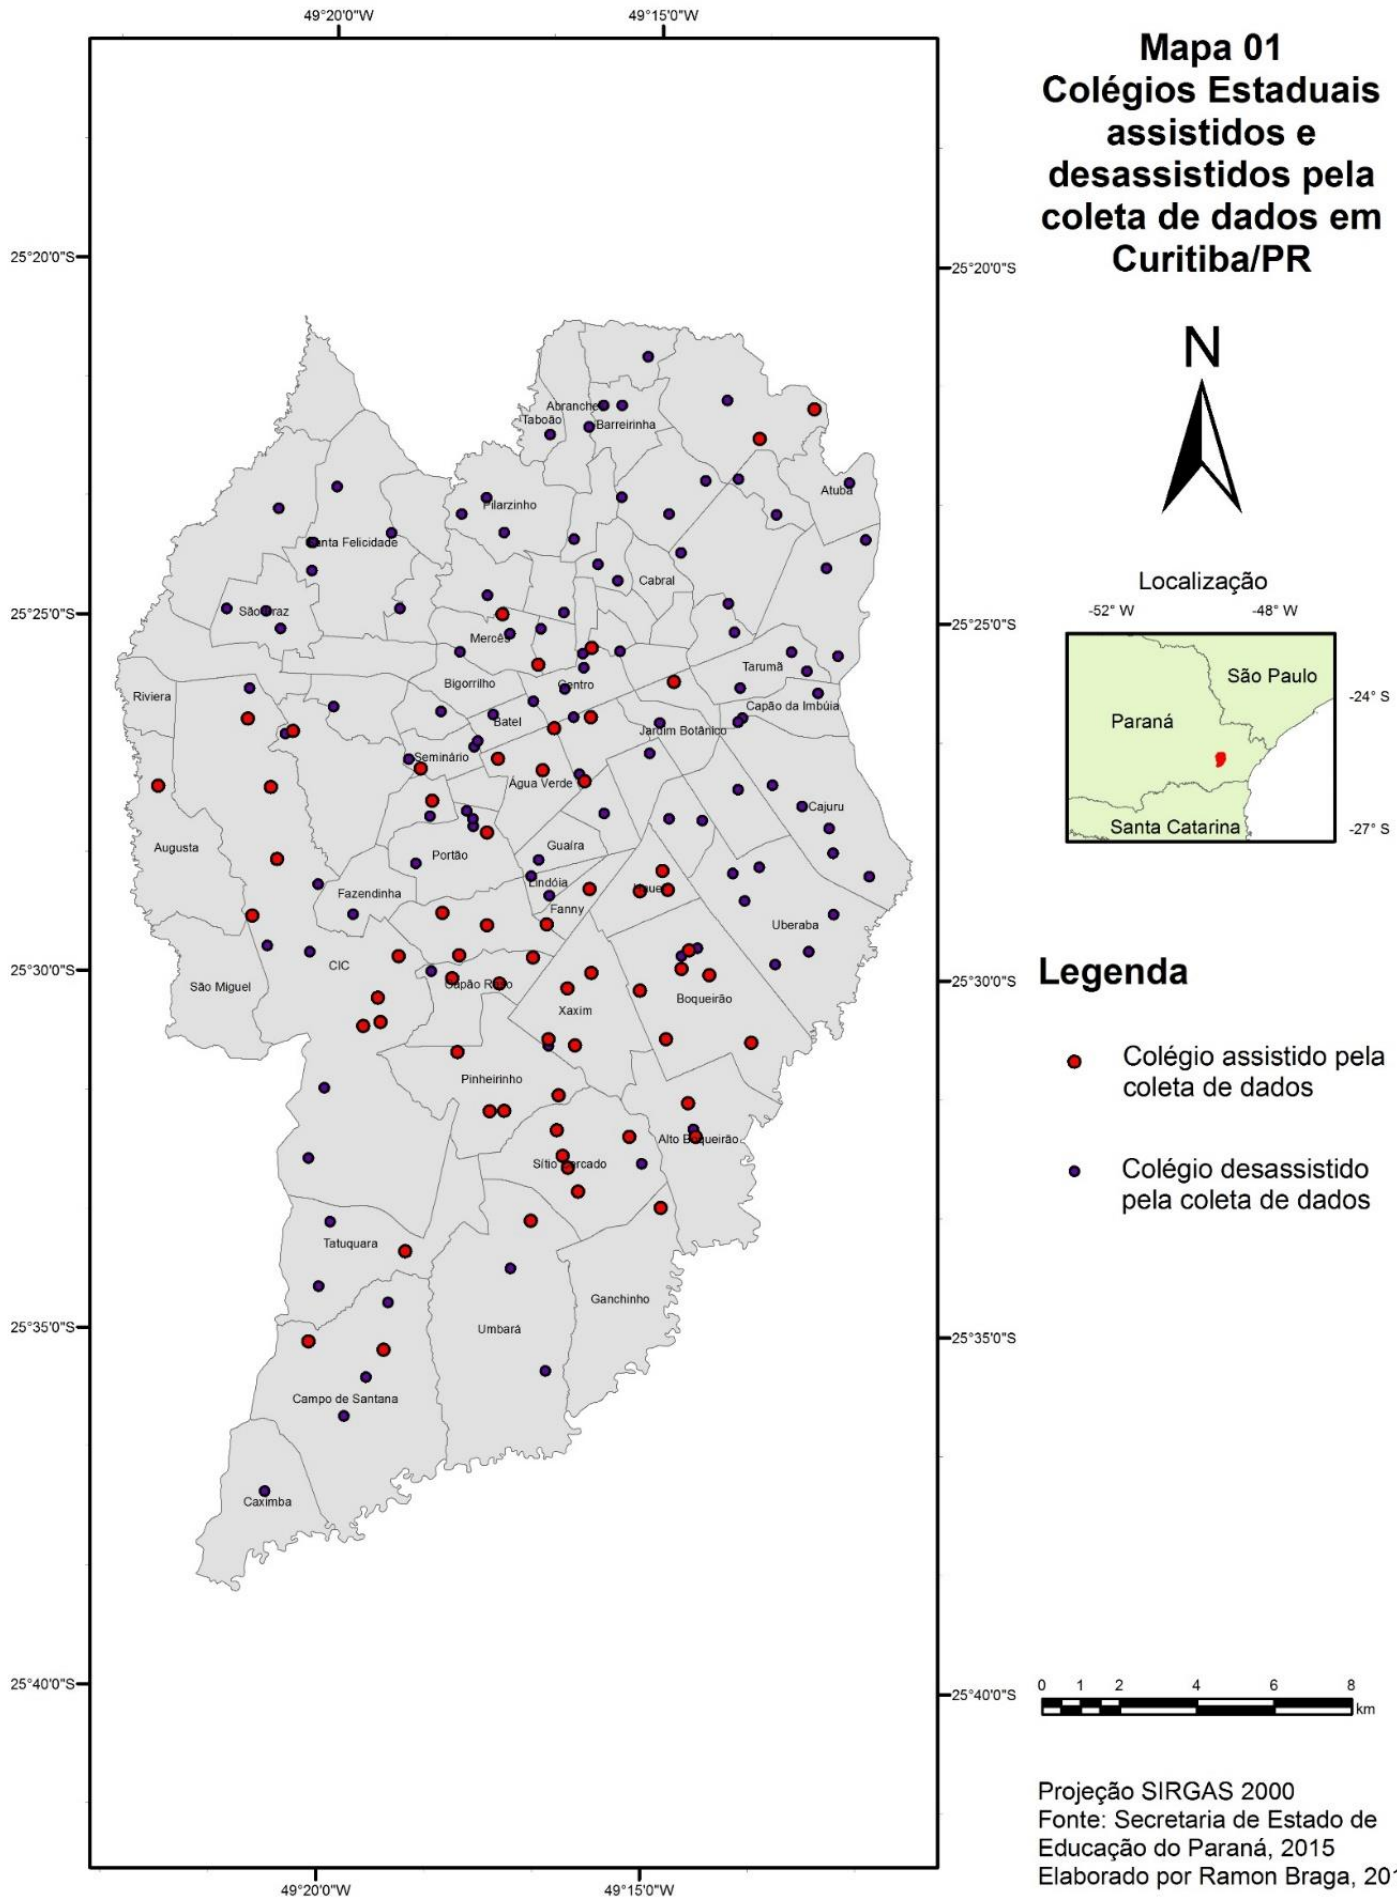 49°20'0"W
49°15'0"W
Mapa 01
Colégios Estaduais
assistidos e
desassistidos pela
coleta de dados em
Curitiba/PR
25°20'0"S
25°20'0"S
N
Abranches
Taboão
Barreirinha
Pilarzinho
Atuba
Santa Felicidade
Cabral
Localização
-52° W
-48° W
25°25'0"S
25°25'0"S
São Braz
Mercês
Tarumã
Bigorrilho
Centro
Riviera
Capão da Imbúia
Batel
Jardim Botânico
Seminário
Água Verde
São Paulo
-24° S
Paraná
Santa Catarina
-27° S
Cajuru
Augusta
Guaíra
Portão
Lindóia
Fazendinha
Fanny
Uberaba
CIC
25°30'0"S
25°30'0"S
São Miguel
Capão Raso
Boqueirão
Xaxim
Legenda
Colégio assistido pela
coleta de dados
Pinheirinho
Alto Boqueirão
Sítio Cercado
Colégio desassistido
pela coleta de dados
Tatuquara
Ganchinho
Umbará
25°35'0"S
25°35'0"S
Campo de Santana
Caximba
25°40'0"S
25°40'0"S
0 1 2 4 6 8
km
Projeção SIRGAS 2000
Fonte: Secretaria de Estado de
Educação do Paraná, 2015
Elaborado por Ramon Braga,
49°20'0"W
49°15'0"W